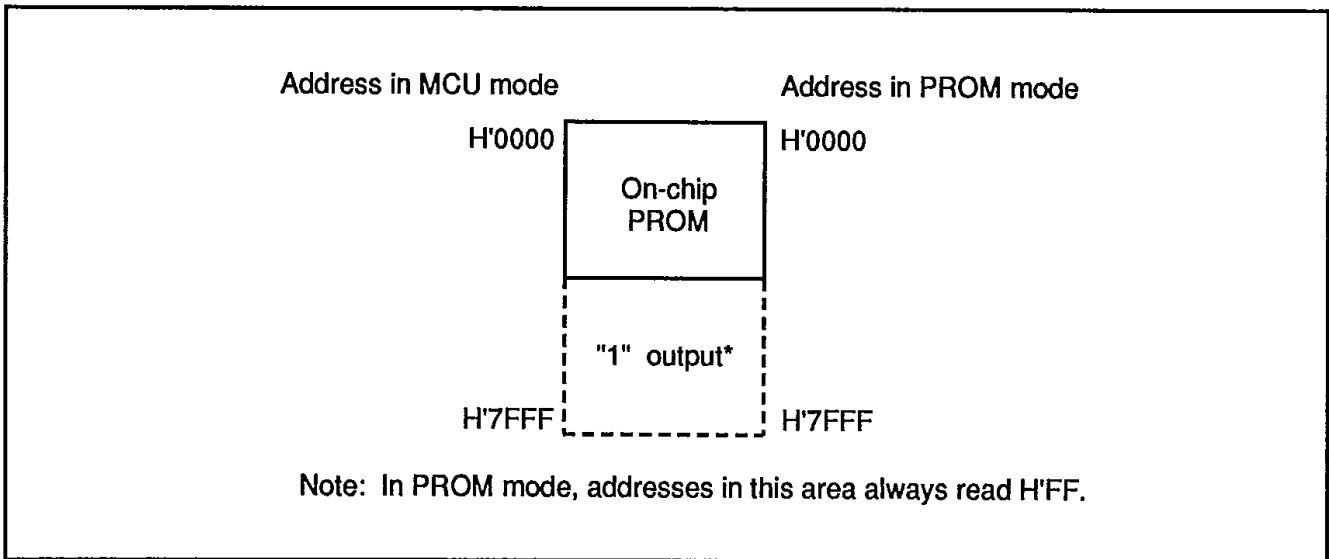 Address in MCU mode Address in PROM mode
H'0000 H'0000
On-chip
PROM
"1" output*
H'7FFF H'7FFF
Note: In PROM mode, addresses in this area always read H'FF.